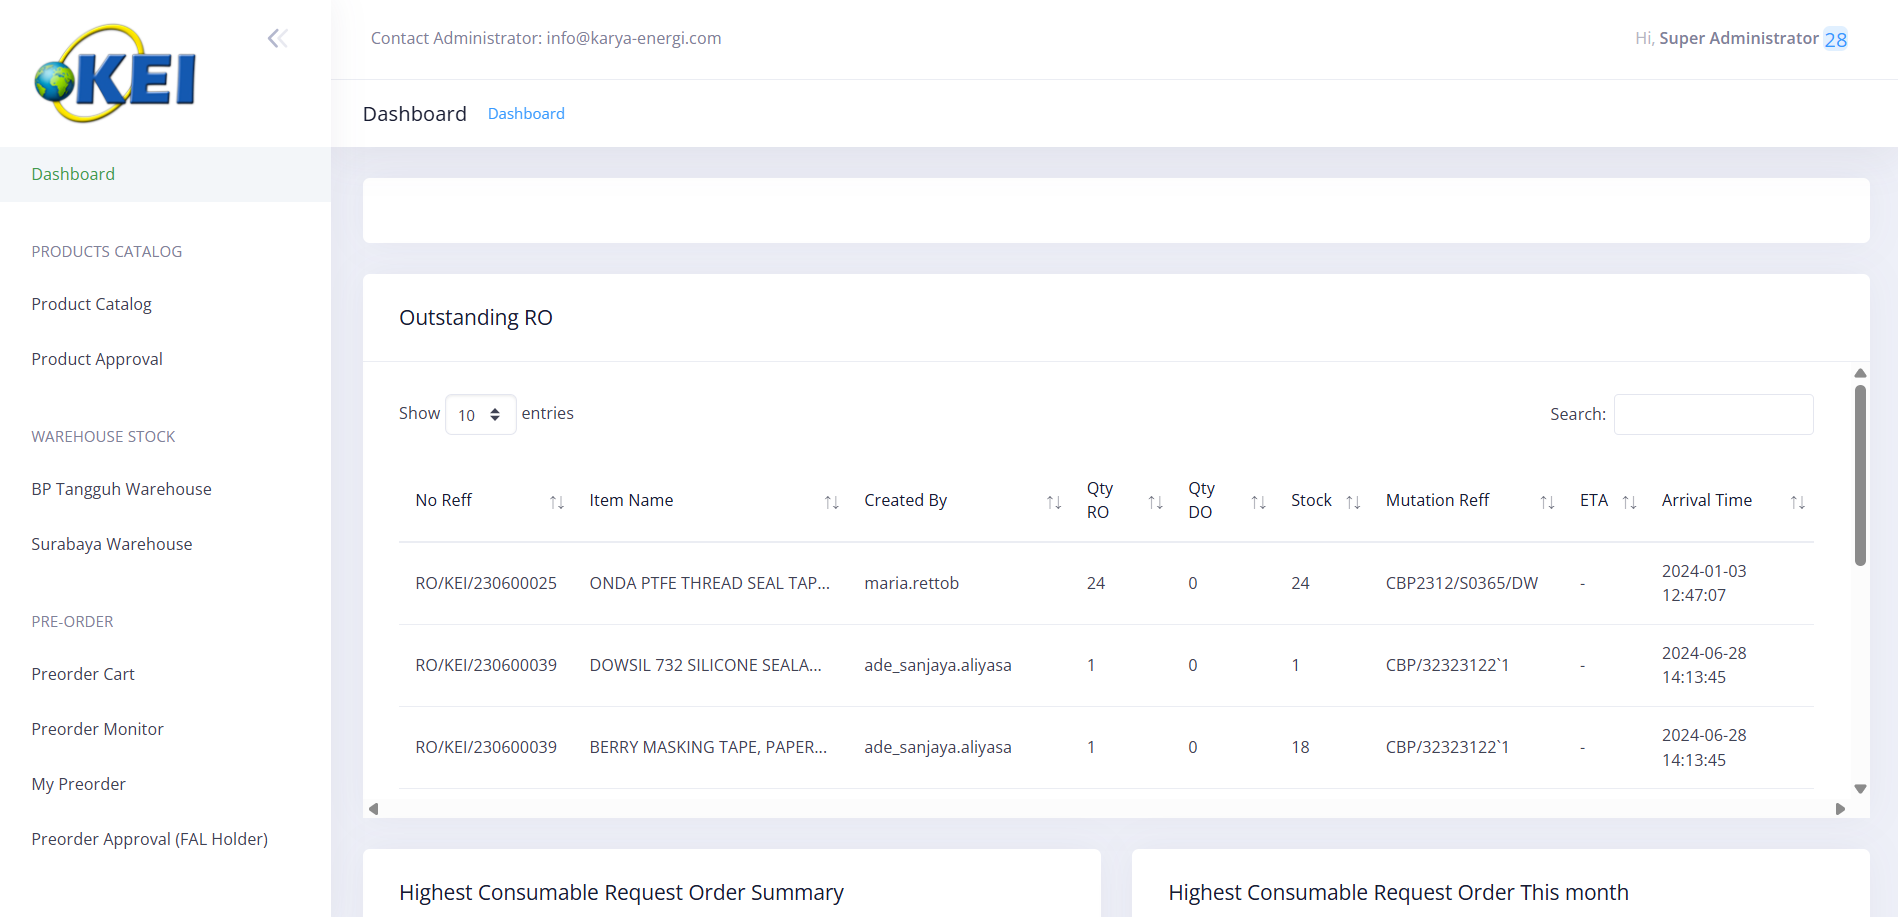 KEI
Contact Administrator: info@karya-energi.com
Hi, Super Administrator 28
Dashboard Dashboard
Dashboard
PRODUCTS CATALOG
Product Catalog
Product Approval
WAREHOUSE STOCK
BP Tangguh Warehouse
Surabaya Warehouse
PRE-ORDER
Preorder Cart
Preorder Monitor
My Preorder
Preorder Approval (FAL Holder)
Outstanding RO
Show 10 entries
Search:
No Reff Item Name Created By Qty RO Qty DO Stock Mutation Reff ETA Arrival Time
RO/KEI/230600025 ONDA PTFE THREAD SEAL TAP... maria.rettob 24 0 24 CBP2312/S0365/DW - 2024-01-03 12:47:07
RO/KEI/230600039 DOWSIL 732 SILICONE SEALA... ade_sanjaya.aliyasa 1 0 1 CBP/32323122`1 - 2024-06-28 14:13:45
RO/KEI/230600039 BERRY MASKING TAPE, PAPER... ade_sanjaya.aliyasa 1 0 18 CBP/32323122`1 - 2024-06-28 14:13:45
Highest Consumable Request Order Summary
Highest Consumable Request Order This month